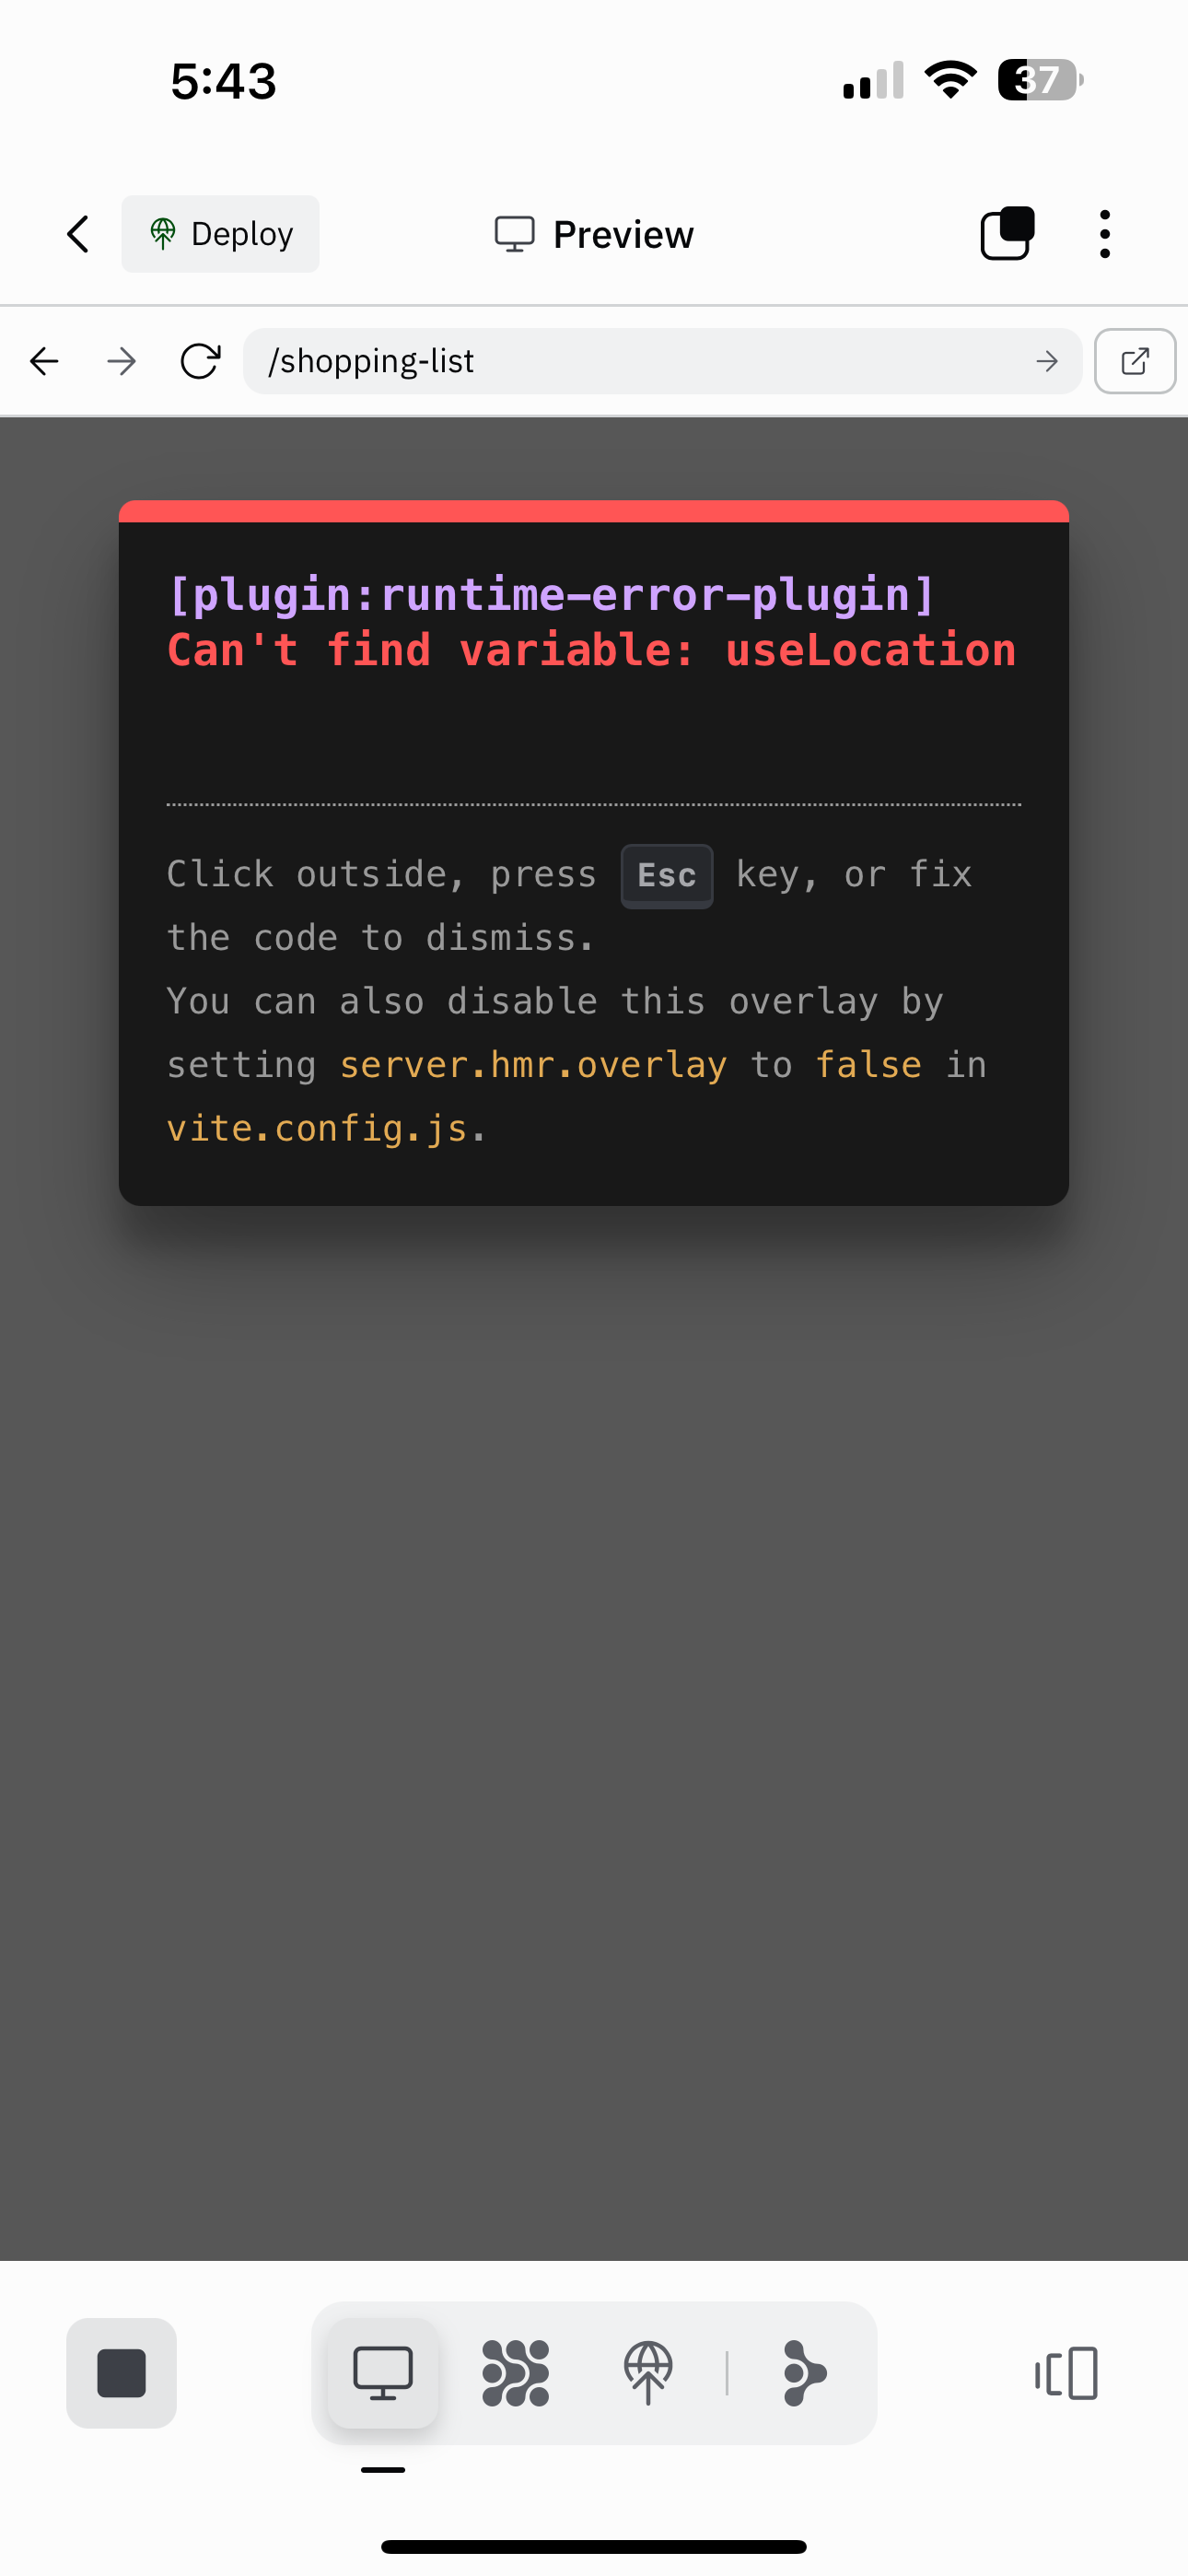 5:43
37
Deploy
Preview
/shopping-list
[plugin:runtime-error-plugin]
Can't find variable: useLocation
Click outside, press Esc key, or fix
the code to dismiss.
You can also disable this overlay by
setting server.hmr.overlay to false in
vite.config.js.